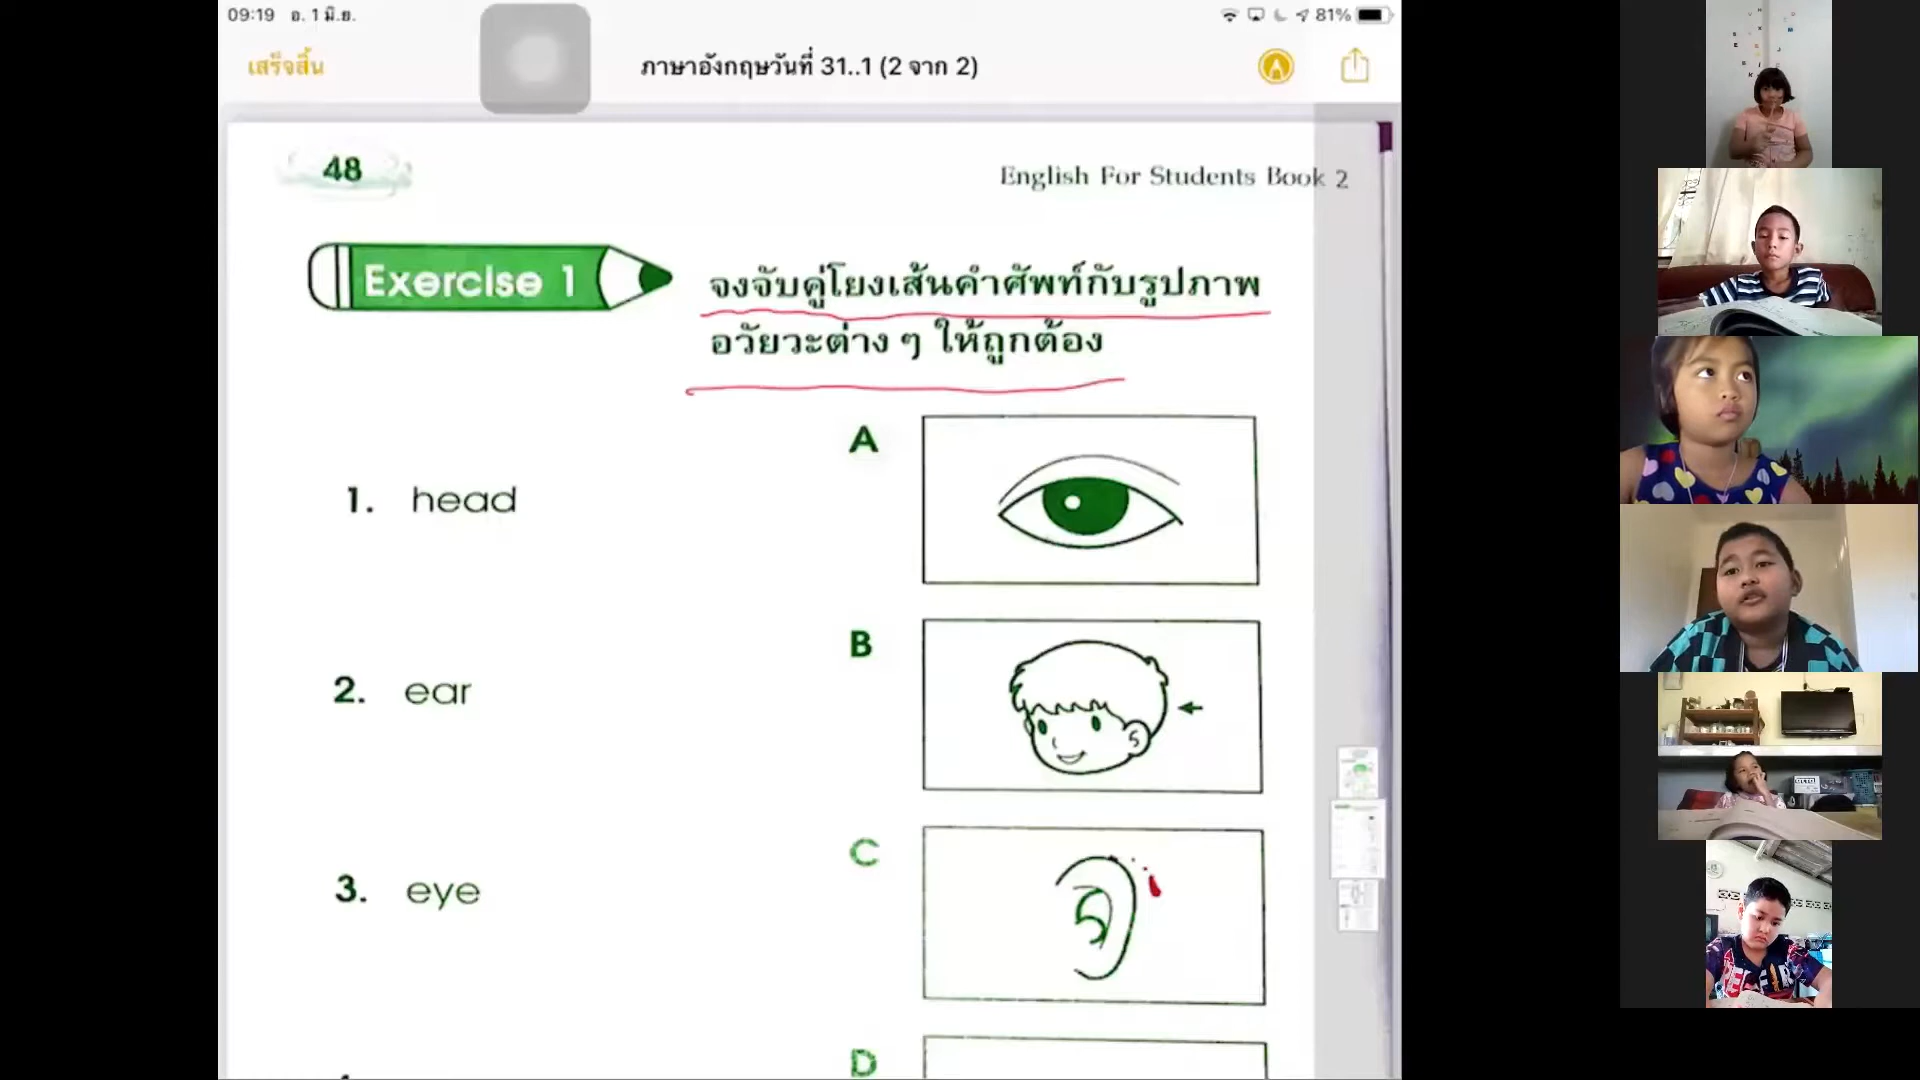 09:19 อ. 1 มิ.ย.
81%
เสร็จสิ้น
ภาษาอังกฤษวันที่ 31..1 (2 จาก 2)
48
English For Students Book 2
Exercise 1
จงจับคู่โยงเส้นคำศัพท์กับรูปภาพ
อวัยวะต่าง ๆ ให้ถูกต้อง
A
1. head
B
2. ear
C
3. eye
D